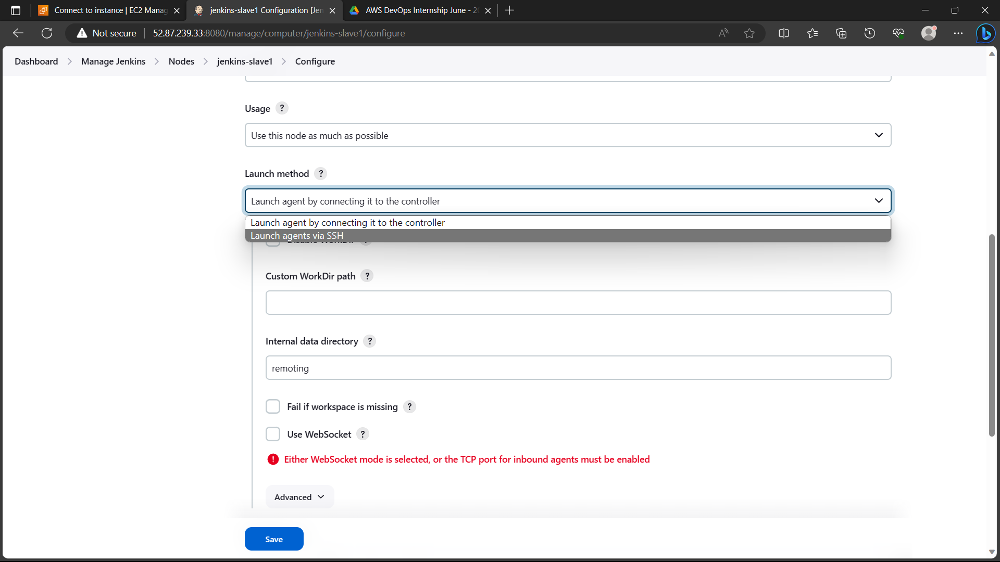 Connect to instance | EC2 Manag
jenkins-slave1 Configuration [Jen
AWS DevOps Internship June - 20
Not secure
52.87.239.33:8080/manage/computer/jenkins-slave1/configure
Dashboard
Manage Jenkins
Nodes
jenkins-slave1
Configure
Usage ?
Use this node as much as possible
Launch method ?
Launch agent by connecting it to the controller
Launch agent by connecting it to the controller
Launch agents via SSH
Custom WorkDir path ?
Internal data directory ?
remoting
Fail if workspace is missing ?
Use WebSocket ?
Either WebSocket mode is selected, or the TCP port for inbound agents must be enabled
Advanced
Save